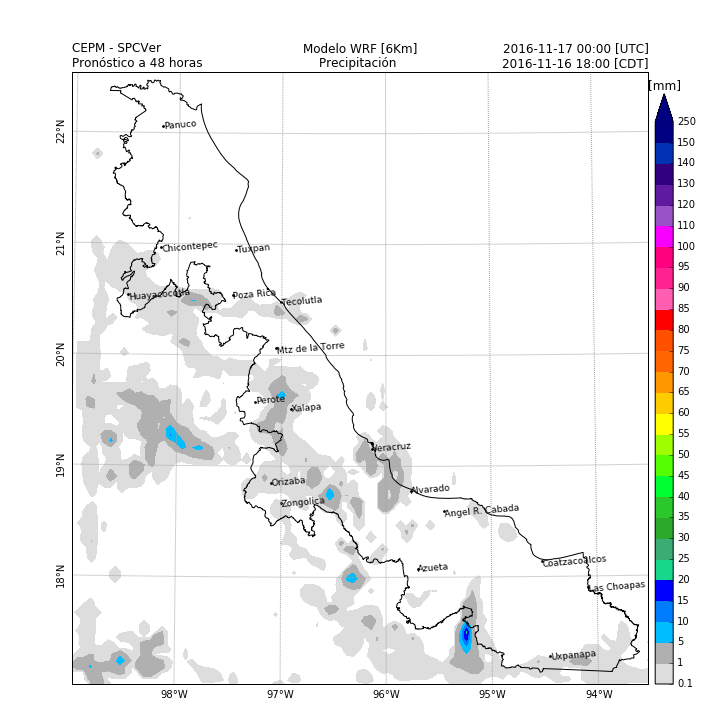 CEPM - SPCVer
Modelo WRF [6Km]
2016-11-17 00:00 [UTC]
Pronóstico a 48 horas
Precipitación
2016-11-16 18:00 [CDT]
[mm]
250
150
140
130
120
110
100
95
90
85
80
75
70
65
60
55
50
45
40
35
30
25
20
15
10
5
1
0.1
22°N
21°N
20°N
19°N
18°N
98°W
97°W
96°W
95°W
94°W
Panuco
Chicontepec
Tuxpan
Huayacocotla
Poza Rica
Tecolutla
Mtz de la Torre
Perote
Xalapa
Veracruz
Orizaba
Alvarado
Zongolica
Angel R. Cabada
Azueta
Coatzacoalcos
Las Choapas
Uxpanapa